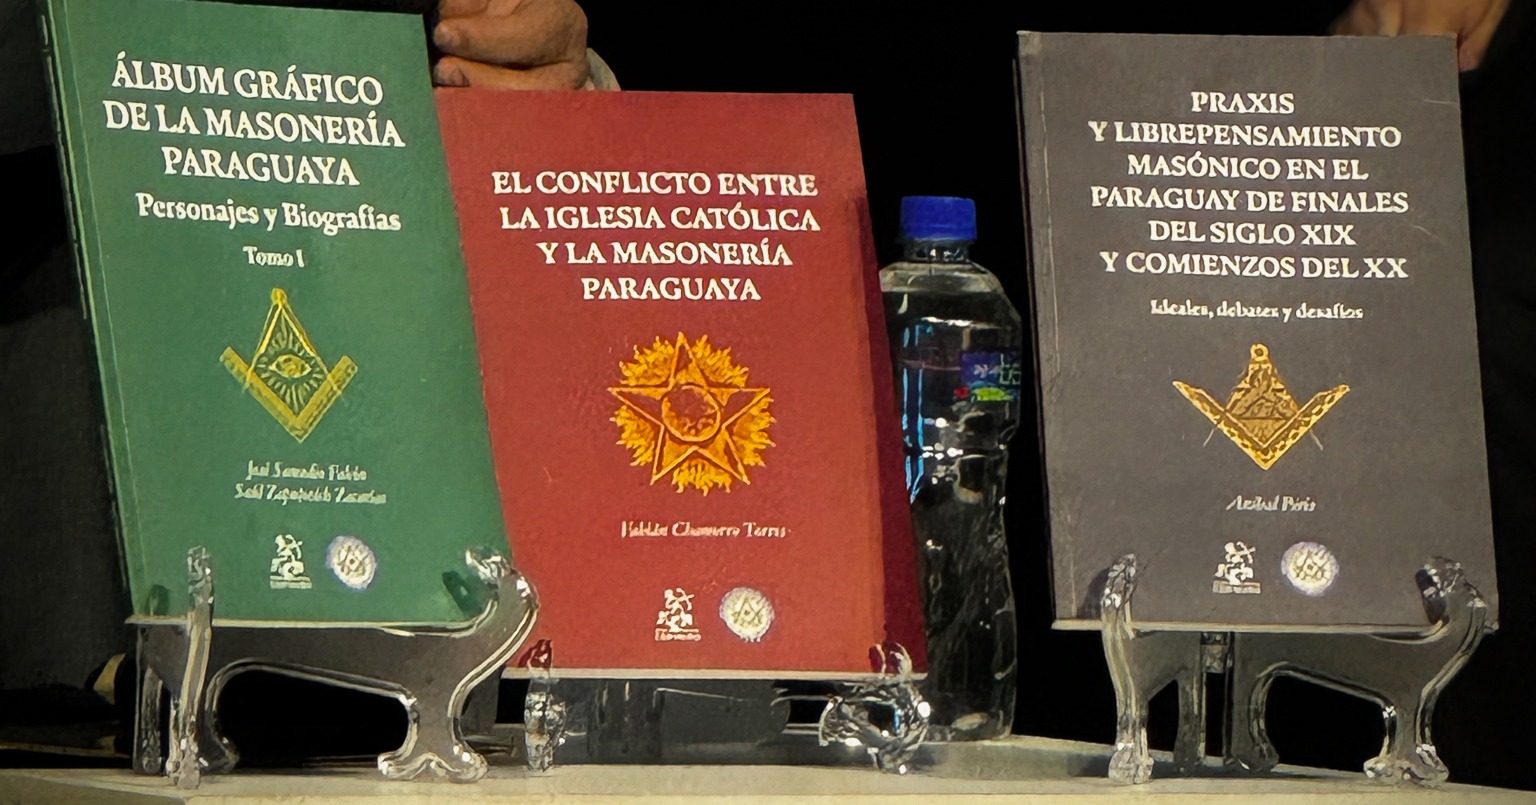 ÁLBUM GRÁFICO
DE LA MASONERÍA
PARAGUAYA
Personajes y Biografías
Tomo I
EL CONFLICTO ENTRE
LA IGLESIA CATÓLICA
Y LA MASONERÍA
PARAGUAYA
Torres
PRAXIS
Y LIBREPENSAMIENTO
MASÓNICO EN EL
PARAGUAY DE FINALES
DEL SIGLO XIX
Y COMIENZOS DEL XX
Ideales, debates y desafíos